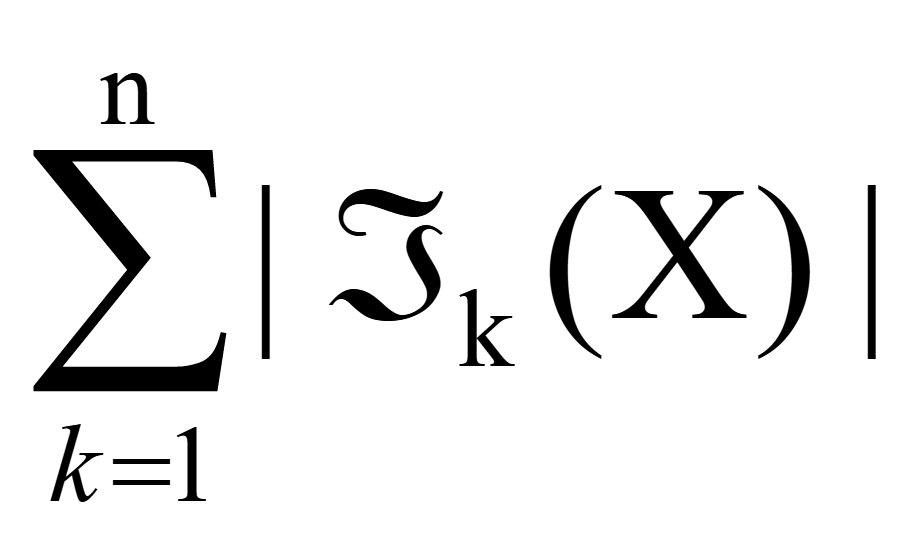 n
∑ | ℑk (X) |
k=1